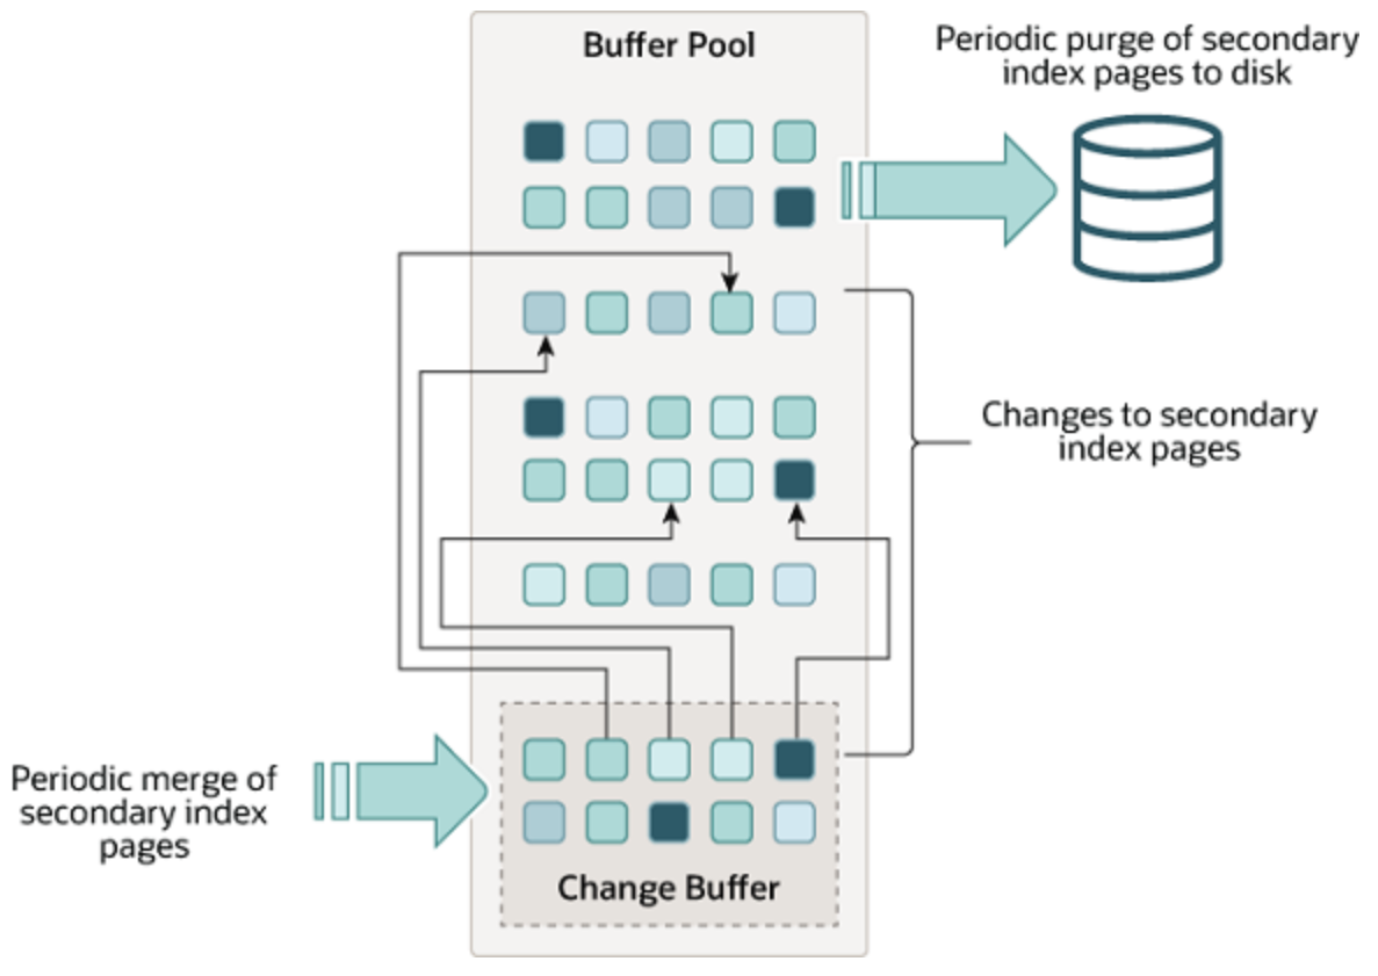 Buffer Pool
Periodic purge of secondary
index pages to disk
Changes to secondary
index pages
Periodic merge of
secondary index
pages
Change Buffer